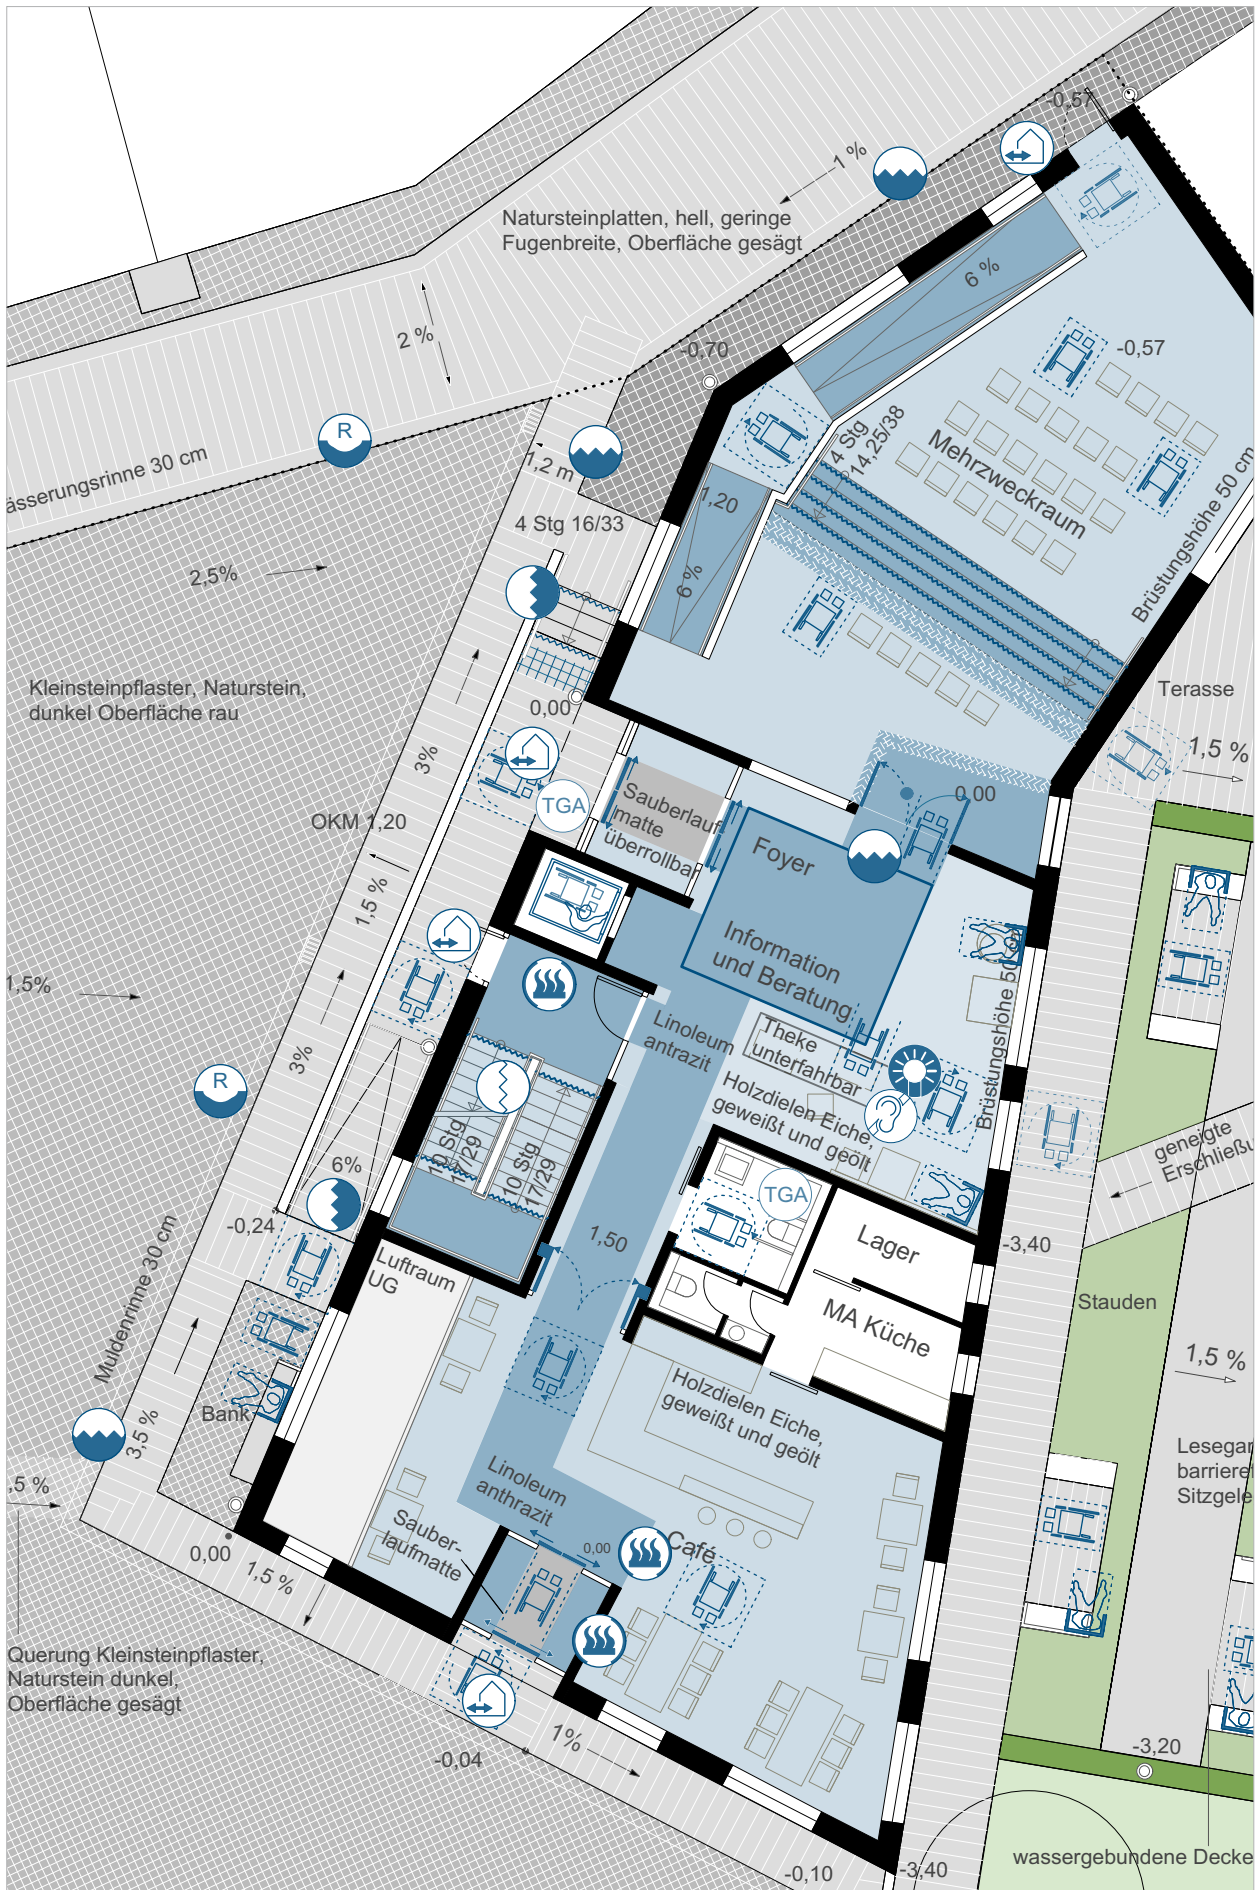 -0,57
1 %
Natursteinplatten, hell, geringe
Fugenbreite, Oberfläche gesägt
6 %
2 %
-0,70
-0,57
R
1,2 m
4 Stg
14,25/38
Mehrzweckraum
Brüstungshöhe 50 cm
ässerungsrinne 30 cm
1,20
4 Stg 16/33
2,5%
6 %
Kleinsteinpflaster, Naturstein,
dunkel Oberfläche rau
0,00
Terasse
1,5 %
3%
TGA
Sauberlauf
matte
überrollbar
0,00
OKM 1,20
Foyer
1,5 %
Information
und Beratung
Brüstungshöhe 50 cm
1,5%
Linoleum
antrazit
Theke
unterfahrbar
3%
R
Holzdielen Eiche,
geweißt und geölt
10 Stg
17/29
10 Stg
17/29
geneigte
Erschließu
6%
TGA
-0,24
1,50
Lager
-3,40
Luftraum
UG
Muldenrinne 30 cm
MA Küche
Stauden
1,5 %
Holzdielen Eiche,
geweißt und geölt
Bank
3,5 %
,5 %
Linoleum
anthrazit
Lesegar
barrieref
Sitzgele
Sauber-
laufmatte
0,00
Café
0,00
1,5 %
Querung Kleinsteinpflaster,
Naturstein dunkel,
Oberfläche gesägt
1%
-0,04
-3,20
-0,10
-3,40
wassergebundene Decke